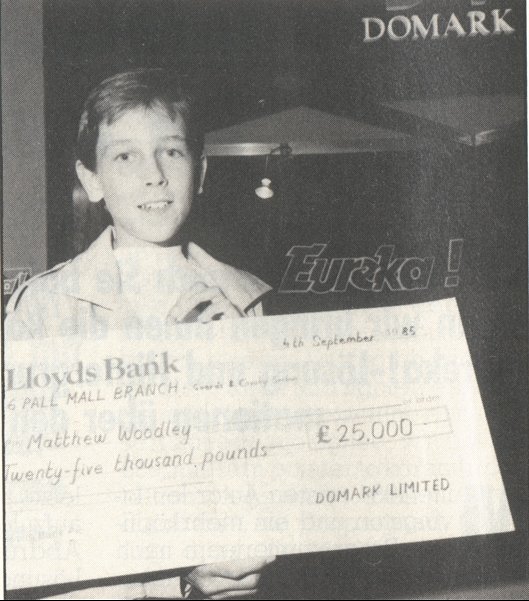 DOMARK
Eureka!
Lloyds Bank
4th September 1985
6 PALL MALL BRANCH
Matthew Woodley
£25,000
Twenty-five thousand pounds
DOMARK LIMITED